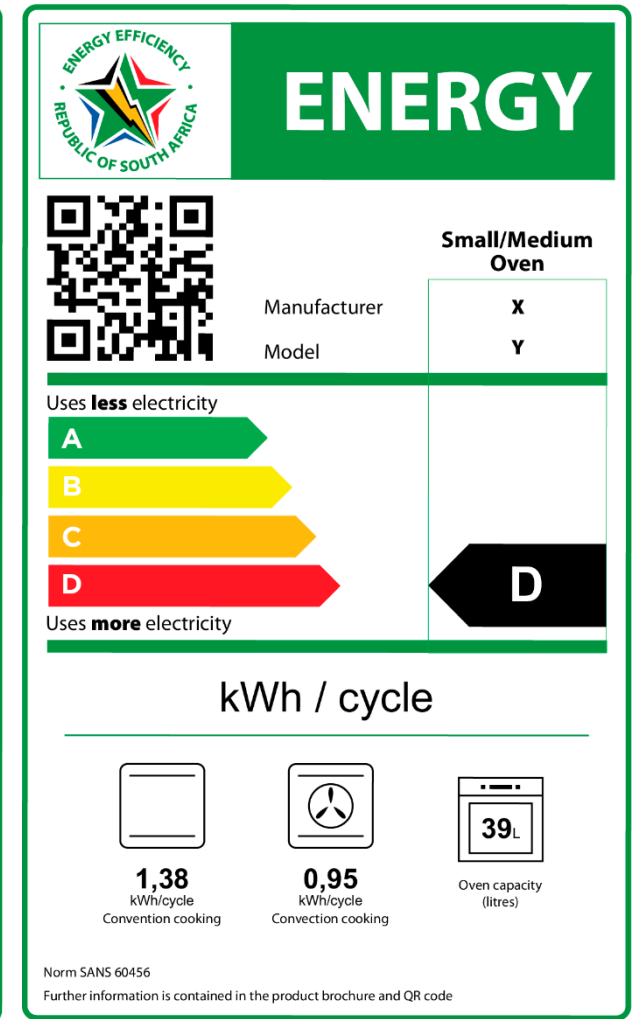 ENERGY EFFICIENCY
REPUBLIC OF SOUTH AFRICA
ENERGY
Small/Medium
Oven
Manufacturer X
Model Y
Uses less electricity
A
B
C
D
D
Uses more electricity
kWh / cycle
1,38
kWh/cycle
Convention cooking
0,95
kWh/cycle
Convection cooking
39L
Oven capacity
(litres)
Norm SANS 60456
Further information is contained in the product brochure and QR code